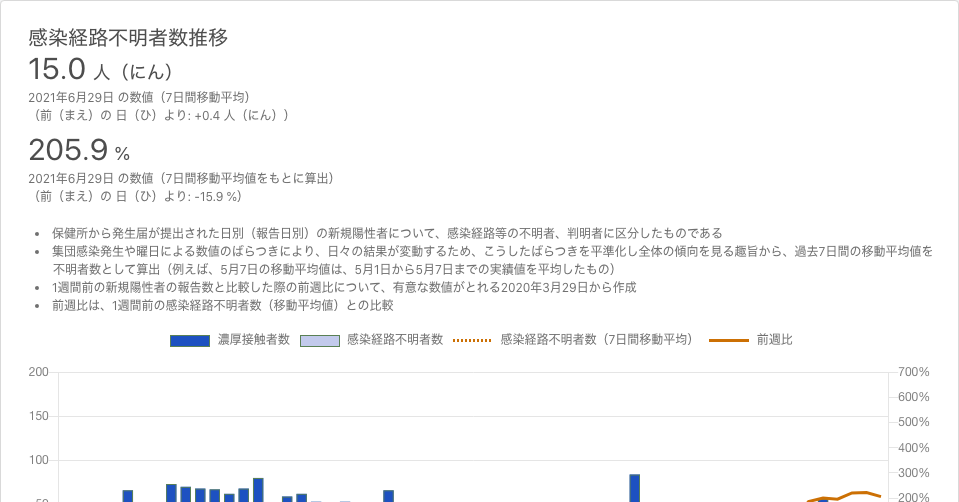 感染経路不明者数推移
15.0 人（にん）
2021年6月29日 の数値（7日間移動平均）
（前（まえ）の 日（ひ）より: +0.4 人（にん））
205.9 %
2021年6月29日 の数値（7日間移動平均値をもとに算出）
（前（まえ）の 日（ひ）より: -15.9 %）
• 保健所から発生届が提出された日別（報告日別）の新規陽性者について、感染経路等の不明者、判明者に区分したものである
• 集団感染発生や曜日による数値のばらつきにより、日々の結果が変動するため、こうしたばらつきを平準化し全体の傾向を見る趣旨から、過去7日間の移動平均値を
不明者数として算出（例えば、5月7日の移動平均値は、5月1日から5月7日までの実績値を平均したもの）
• 1週間前の新規陽性者の報告数と比較した際の前週比について、有意な数値がとれる2020年3月29日から作成
• 前週比は、1週間前の感染経路不明者数（移動平均値）との比較
濃厚接触者数 感染経路不明者数 感染経路不明者数（7日間移動平均） 前週比
200 700%
600%
150
500%
400%
100
300%
50 200%